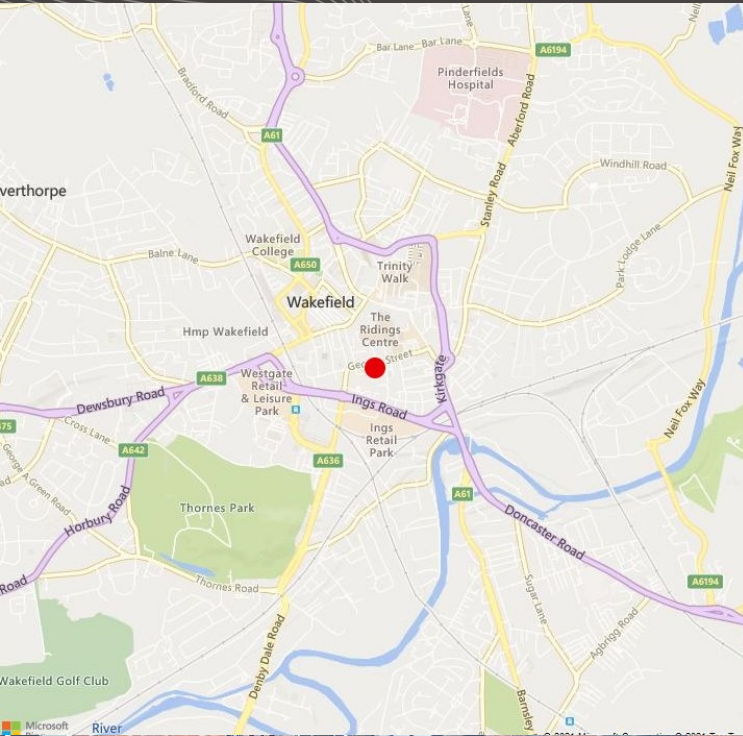 Lane
Nei
Bar Lane
Bar Lane
A6194
Pinderfields
Hospital
Bradford Road
Aberford Road
A61
Neil Fox Way
Windhill Road
verthorpe
Stanley Road
Park Lodge Lane
Wakefield
College
Balne Lane
A650
Trinity
Walk
Wakefield
The
Ridings
Centre
Hmp Wakefield
Street
Kirkgate
A638
Westgate
Retail
& Leisure
Park
Dewsbury Road
Ings Road
Neil Fox Way
Cross Lane
Ings
Retail
Park
A642
A636
George A Green Road
A61
Horbury Road
Thornes Park
Doncaster Road
Road
Thornes Road
A6194
Sugar Lane
Agbrigg Road
Denby Dale Road
Wakefield Golf Club
Barnsley
Microsoft
River